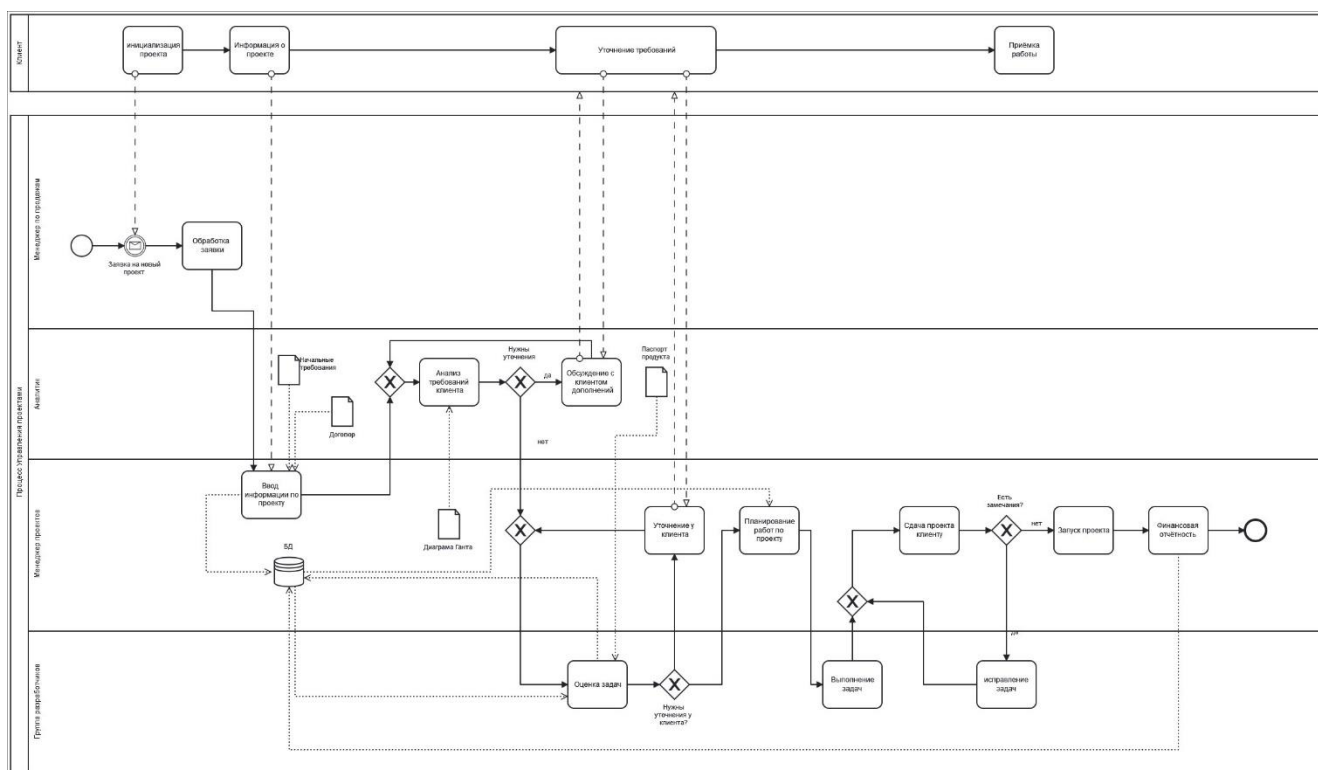 Клиент
инициализация
проекта
Информация о
проекте
Уточнение требований
Приёмка
работы
Процесс Управления проектами
Менеджер по продажам
Заявка на новый
проект
Обработка
заявки
Аналитик
Начальные
требования
Договор
Анализ
требований
клиента
Нужны
уточнения
да
нет
Обсуждение с
клиентом
дополнений
Паспорт
продукта
Менеджер проектов
Ввод
информации по
проекту
БД
Диаграма Ганта
Уточнение у
клиента
Планирование
работ по
проекту
Сдача проекта
клиенту
Есть
замечания?
нет
да
Запуск проекта
Финансовая
отчётность
Группа разработчиков
Оценка задач
Нужны
уточнения у
клиента?
Выполнение
задач
исправление
задач